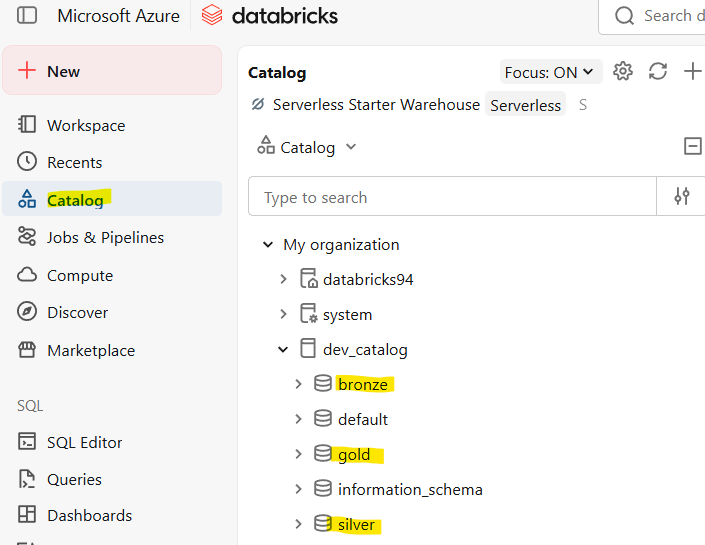 Microsoft Azure
databricks
Search d
New
Workspace
Recents
Catalog
Jobs & Pipelines
Compute
Discover
Marketplace
SQL
SQL Editor
Queries
Dashboards
Catalog
Focus: ON
Serverless Starter Warehouse Serverless S
Catalog
Type to search
My organization
databricks94
system
dev_catalog
bronze
default
gold
information_schema
silver